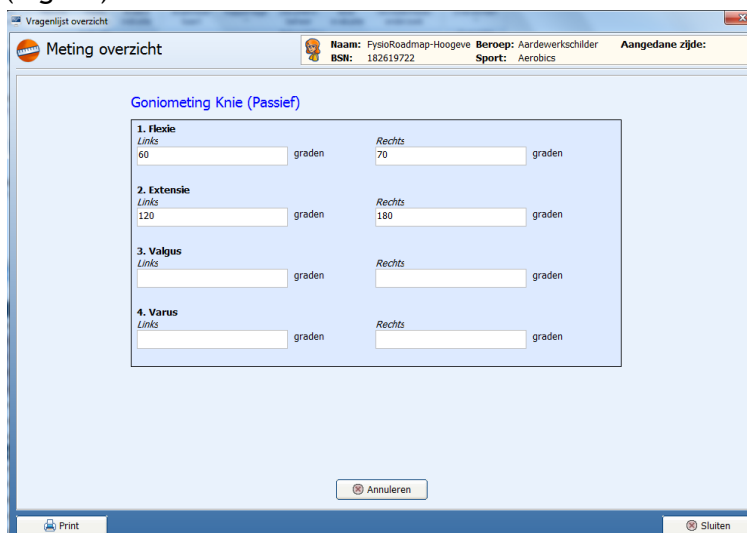 Vragenlijst overzicht
Meting overzicht
Naam: FysioRoadmap-Hoogeve Beroep: Aardewerkschilder Aangedane zijde:
BSN: 182619722 Sport: Aerobics
Goniometing Knie (Passief)
1. Flexie
Links Rechts
60 graden 70 graden
2. Extensie
Links Rechts
120 graden 180 graden
3. Valgus
Links Rechts
graden graden
4. Varus
Links Rechts
graden graden
Annuleren
Print Sluiten